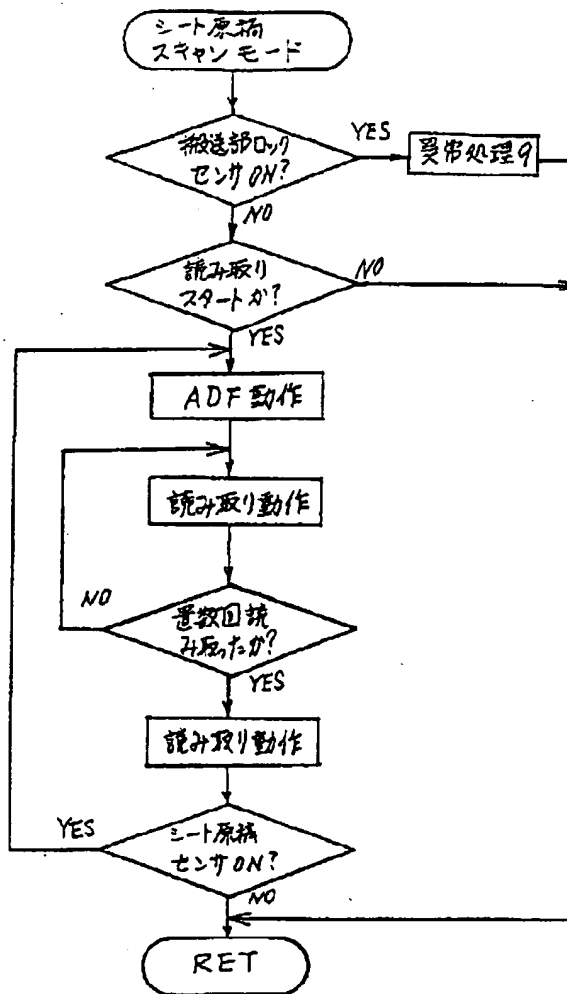 シート原稿
スキャンモード
搬送部ロック
センサON?
YES
異常処理9
NO
読み取り
スタートか?
NO
YES
ADF動作
読み取り動作
NO
置数回読
み取ったか?
YES
読み取り動作
YES
シート原稿
センサON?
NO
RET